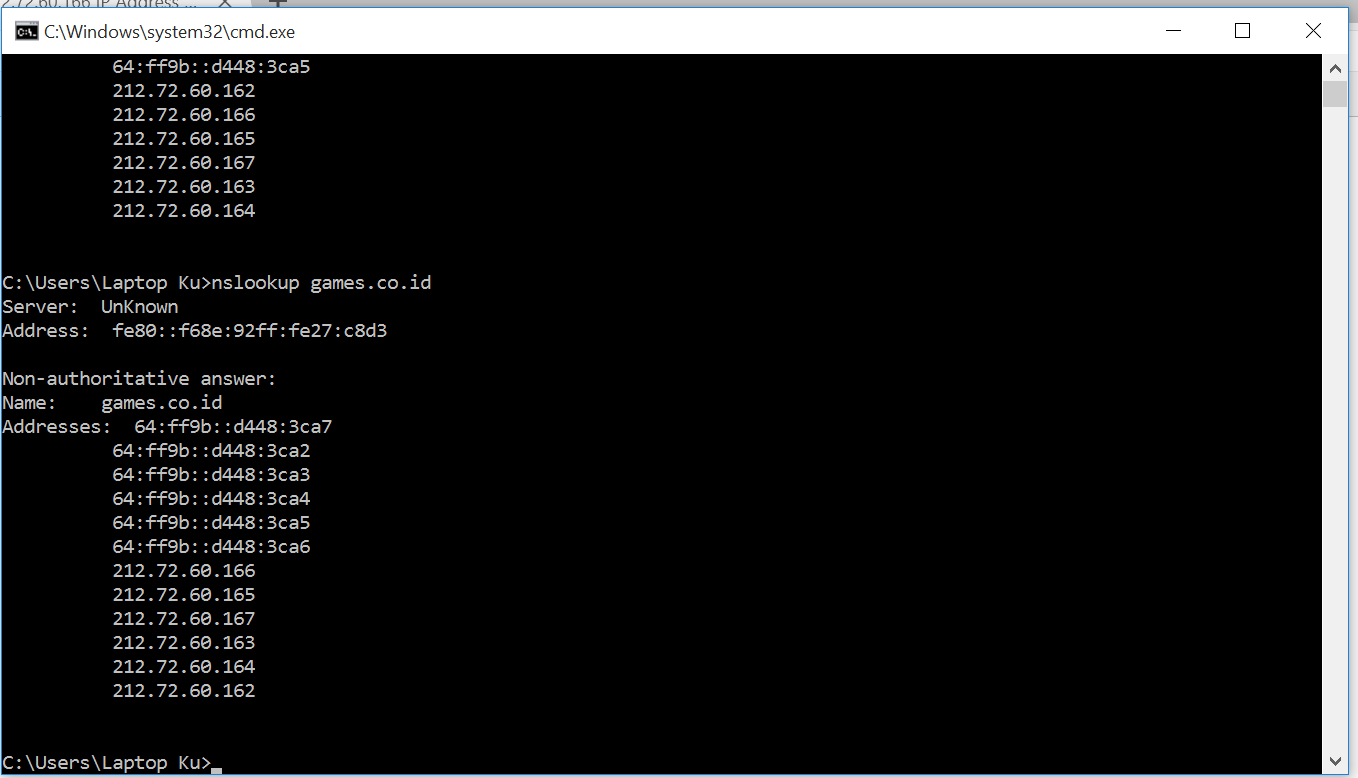 2.72.60.166 IP Address ...
C:\Windows\system32\cmd.exe
64:ff9b::d448:3ca5
212.72.60.162
212.72.60.166
212.72.60.165
212.72.60.167
212.72.60.163
212.72.60.164
C:\Users\Laptop Ku>nslookup games.co.id
Server:  UnKnown
Address:  fe80::f68e:92ff:fe27:c8d3
Non-authoritative answer:
Name:    games.co.id
Addresses:  64:ff9b::d448:3ca7
64:ff9b::d448:3ca2
64:ff9b::d448:3ca3
64:ff9b::d448:3ca4
64:ff9b::d448:3ca5
64:ff9b::d448:3ca6
212.72.60.166
212.72.60.165
212.72.60.167
212.72.60.163
212.72.60.164
212.72.60.162
C:\Users\Laptop Ku>